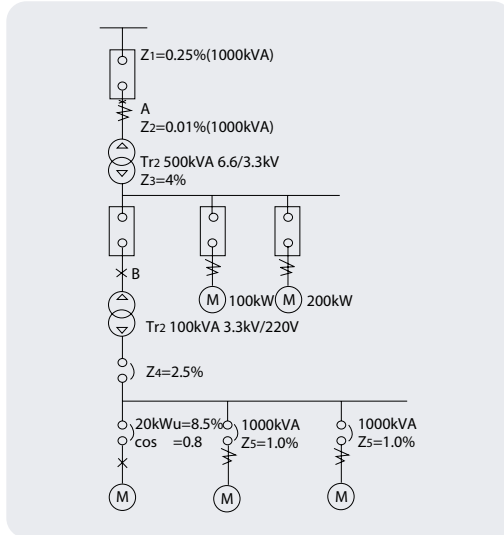 Z1=0.25%(1000kVA)
A
Z2=0.01%(1000kVA)
Tr2 500kVA 6.6/3.3kV
Z3=4%
B
M 100kW M 200kW
Tr2 100kVA 3.3kV/220V
Z4=2.5%
20kWu=8.5% 1000kVA 1000kVA
cos =0.8 Z5=1.0% Z5=1.0%
M M M